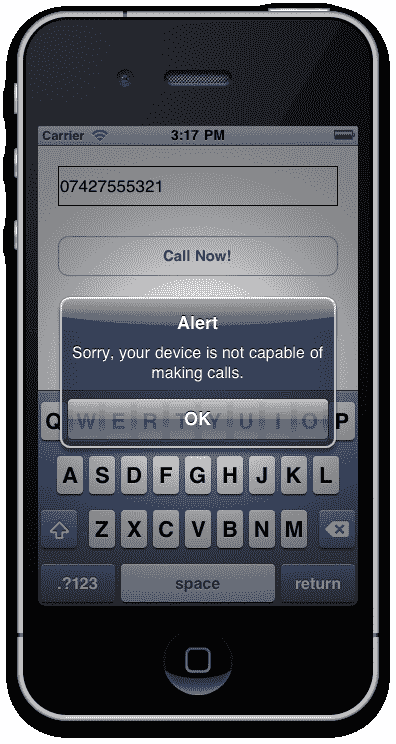 Carrier 3:17 PM
07427555321
Call Now!
Alert
Sorry, your device is not capable of
making calls.
OK
Q W E R T Y U I O P
A S D F G H J K L
Z X C V B N M
.?123 space return